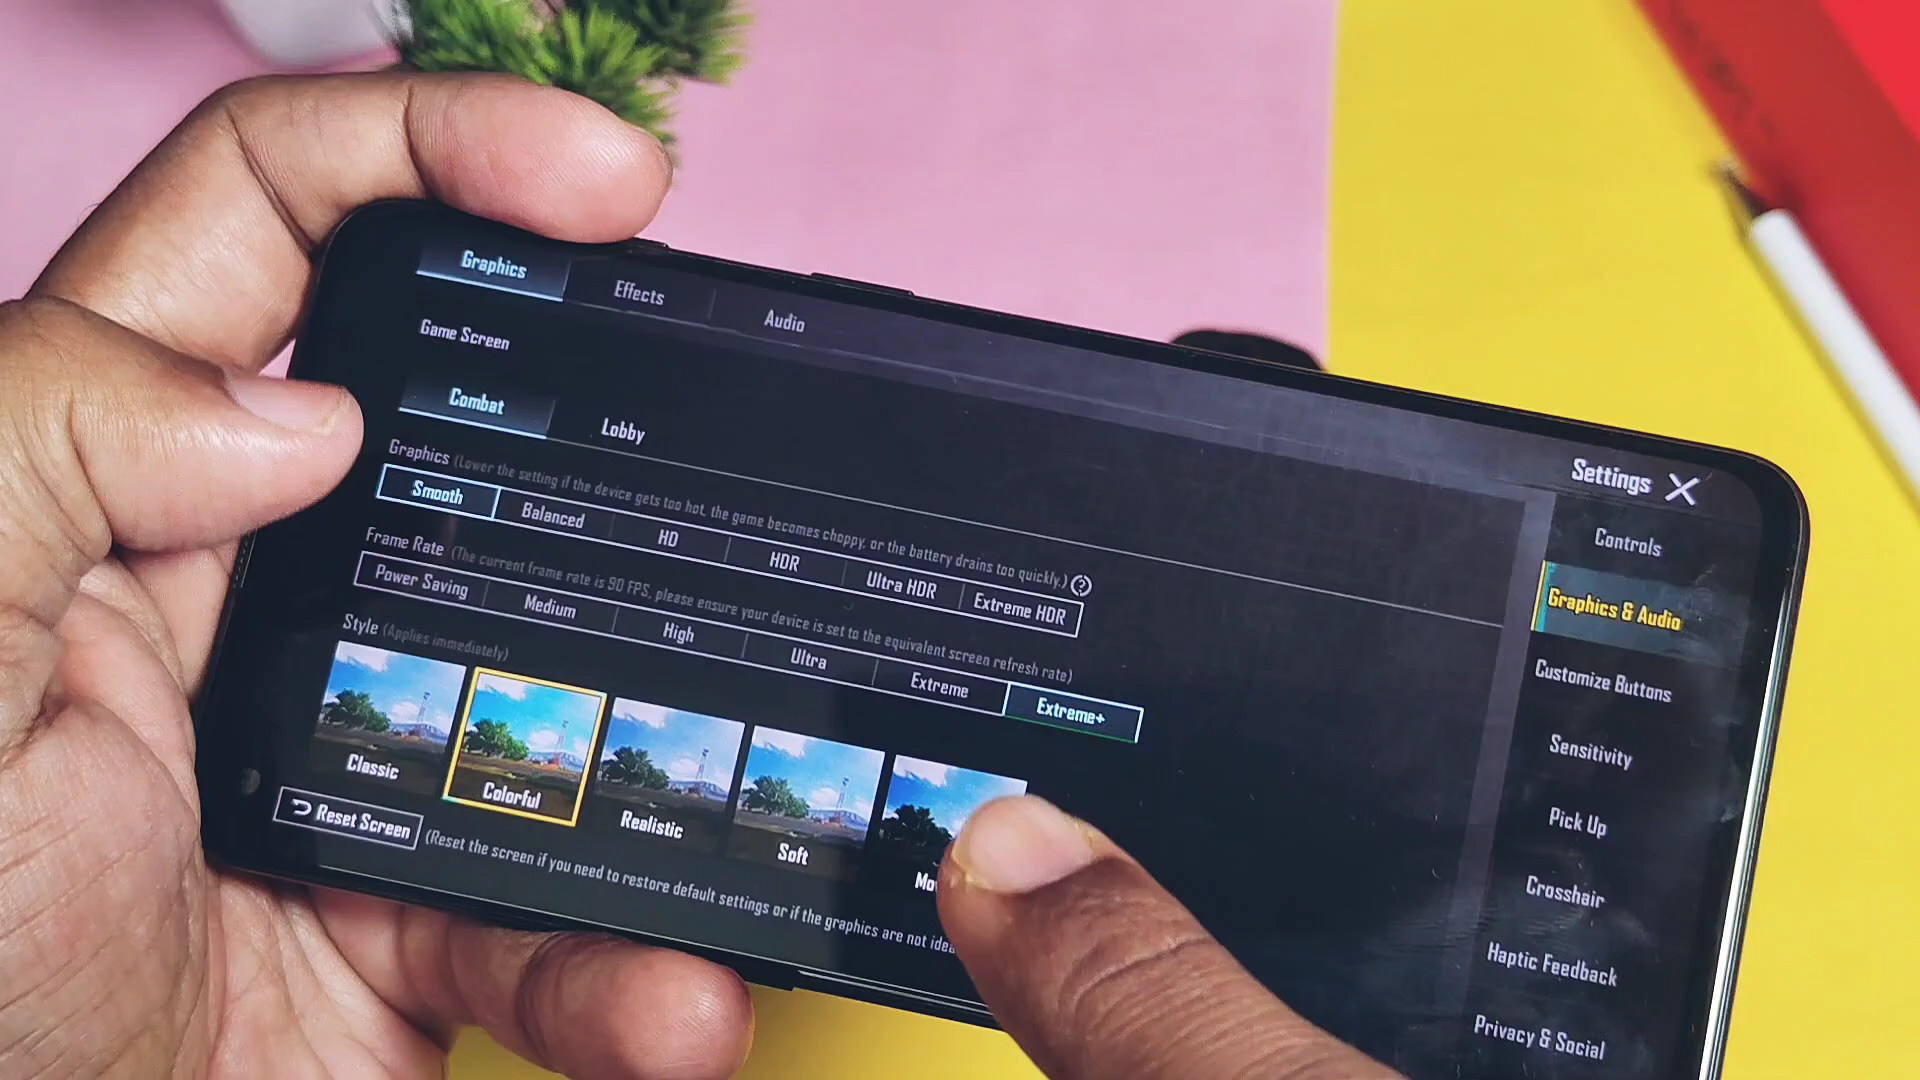 Graphics
Effects
Audio
Game Screen
Combat
Lobby
Graphics (Lower the setting if the device gets too hot, the game becomes choppy, or the battery drains too quickly.)
Smooth
Balanced
HD
HDR
Ultra HDR
Extreme HDR
Frame Rate (The current frame rate is 90 FPS, please ensure your device is set to the equivalent screen refresh rate)
Power Saving
Medium
High
Ultra
Extreme
Extreme+
Style (Applies immediately)
Classic
Colorful
Realistic
Soft
Reset Screen
(Reset the screen if you need to restore default settings or if the graphics are not
Settings
Controls
Graphics & Audio
Customize Buttons
Sensitivity
Pick Up
Crosshair
Haptic Feedback
Privacy & Social